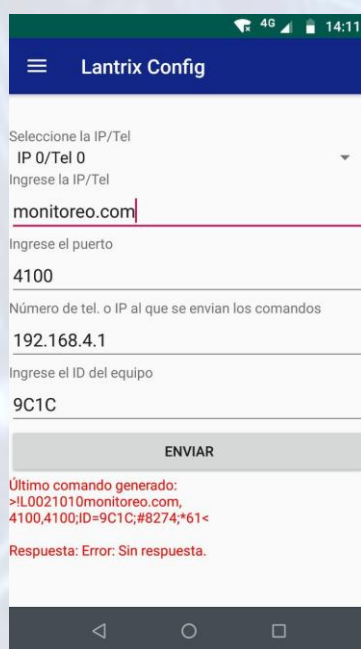 4G 14:11
Lantrix Config
Seleccione la IP/Tel
IP 0/Tel 0
Ingrese la IP/Tel
monitoreo.com
Ingrese el puerto
4100
Número de tel. o IP al que se envian los comandos
192.168.4.1
Ingrese el ID del equipo
9C1C
ENVIAR
Último comando generado:
>!L0021010monitoreo.com,
4100,4100;ID=9C1C;#8274;*61<
Respuesta: Error: Sin respuesta.